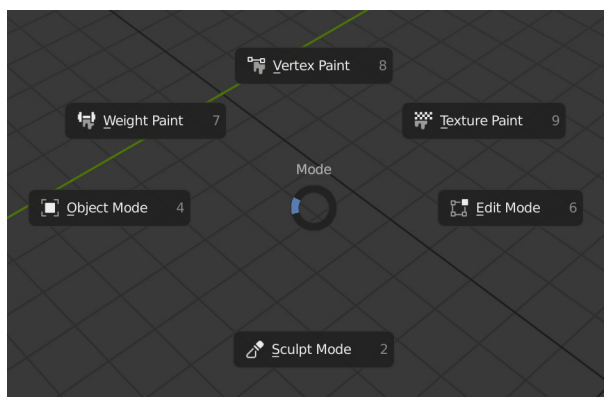 Vertex Paint 8
Weight Paint 7
Texture Paint 9
Mode
Object Mode 4
Edit Mode 6
Sculpt Mode 2